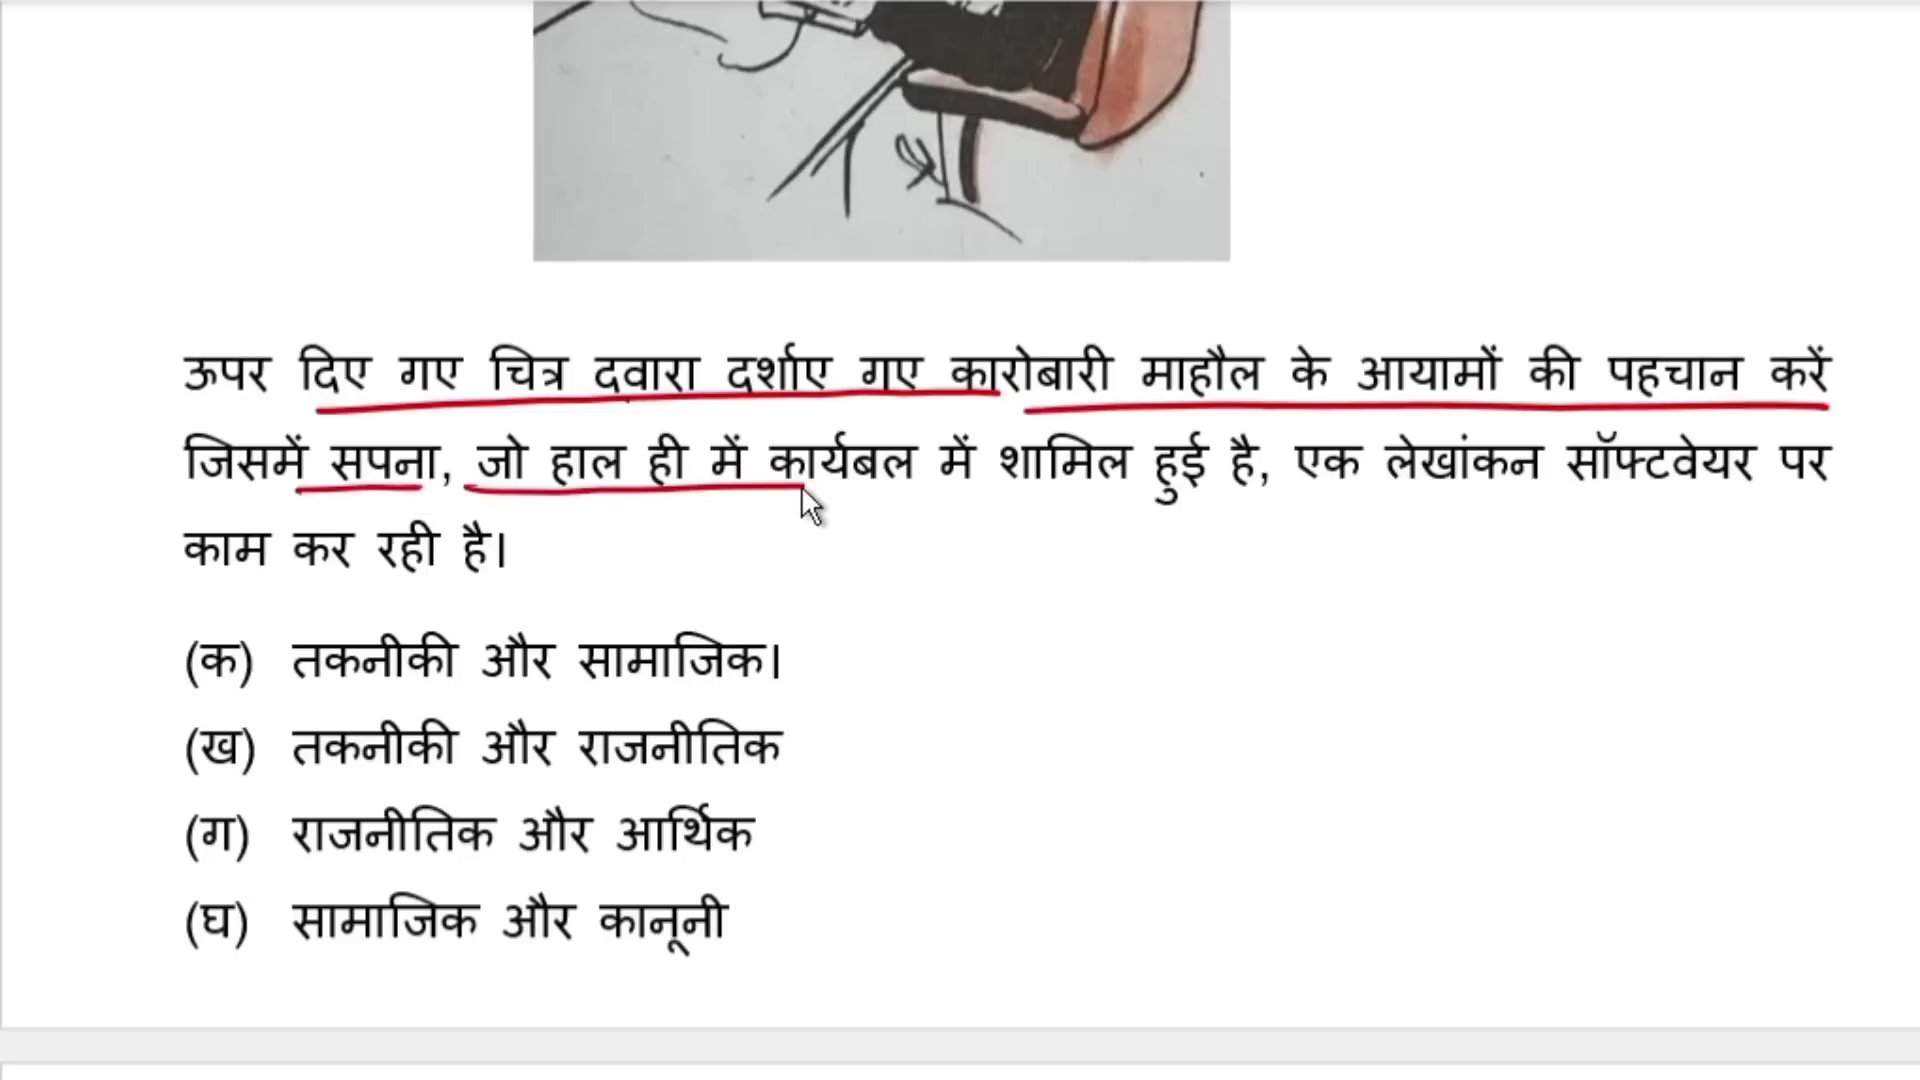 ऊपर दिए गए चित्र दवारा दर्शाए गए कारोबारी माहौल के आयामों की पहचान करें
जिसमें सपना, जो हाल ही में कार्यबल में शामिल हुई है, एक लेखांकन सॉफ्टवेयर पर
काम कर रही है।
(क) तकनीकी और सामाजिक।
(ख) तकनीकी और राजनीतिक
(ग) राजनीतिक और आर्थिक
(घ) सामाजिक और कानूनी